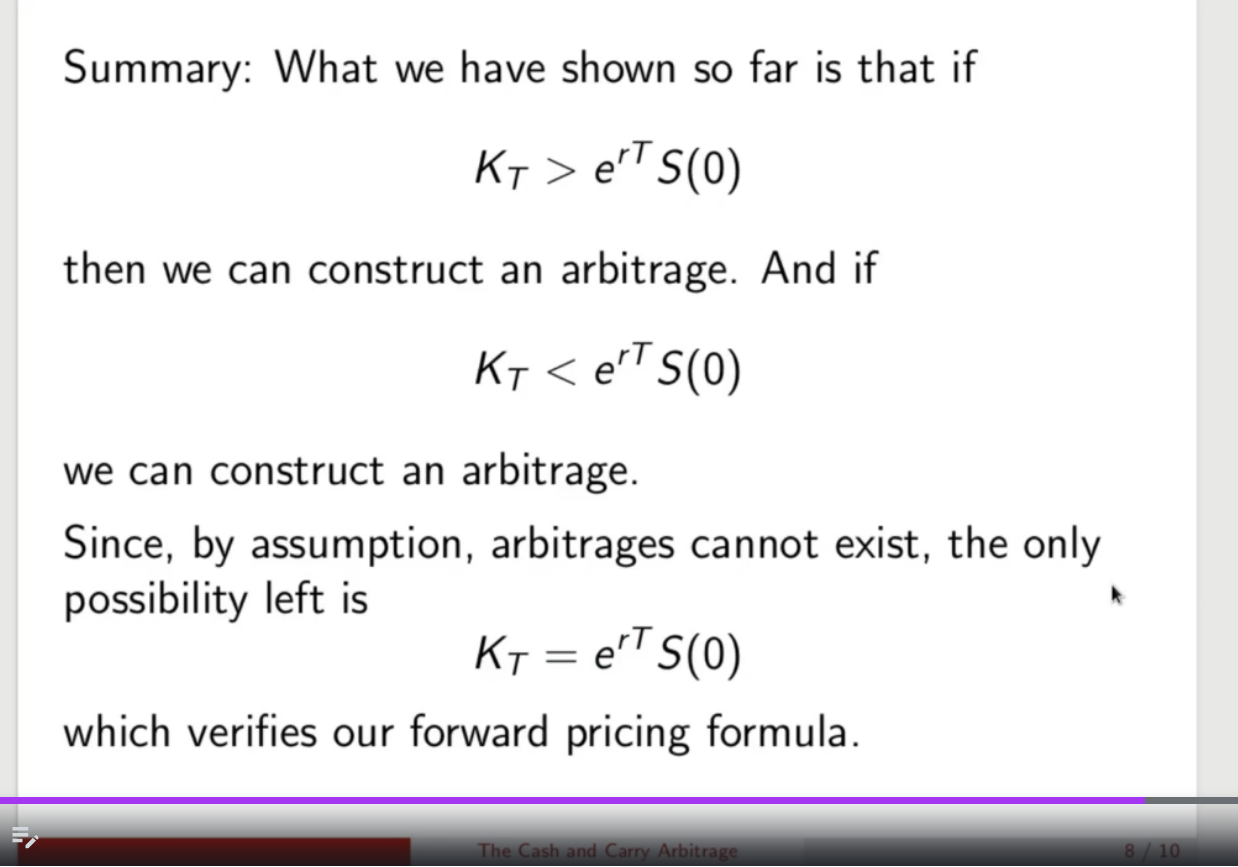 Summary: What we have shown so far is that if
K_T > e^{rT} S(0)
then we can construct an arbitrage. And if
K_T < e^{rT} S(0)
we can construct an arbitrage.
Since, by assumption, arbitrages cannot exist, the only
possibility left is
K_T = e^{rT} S(0)
which verifies our forward pricing formula.
The Cash and Carry Arbitrage
8 / 10